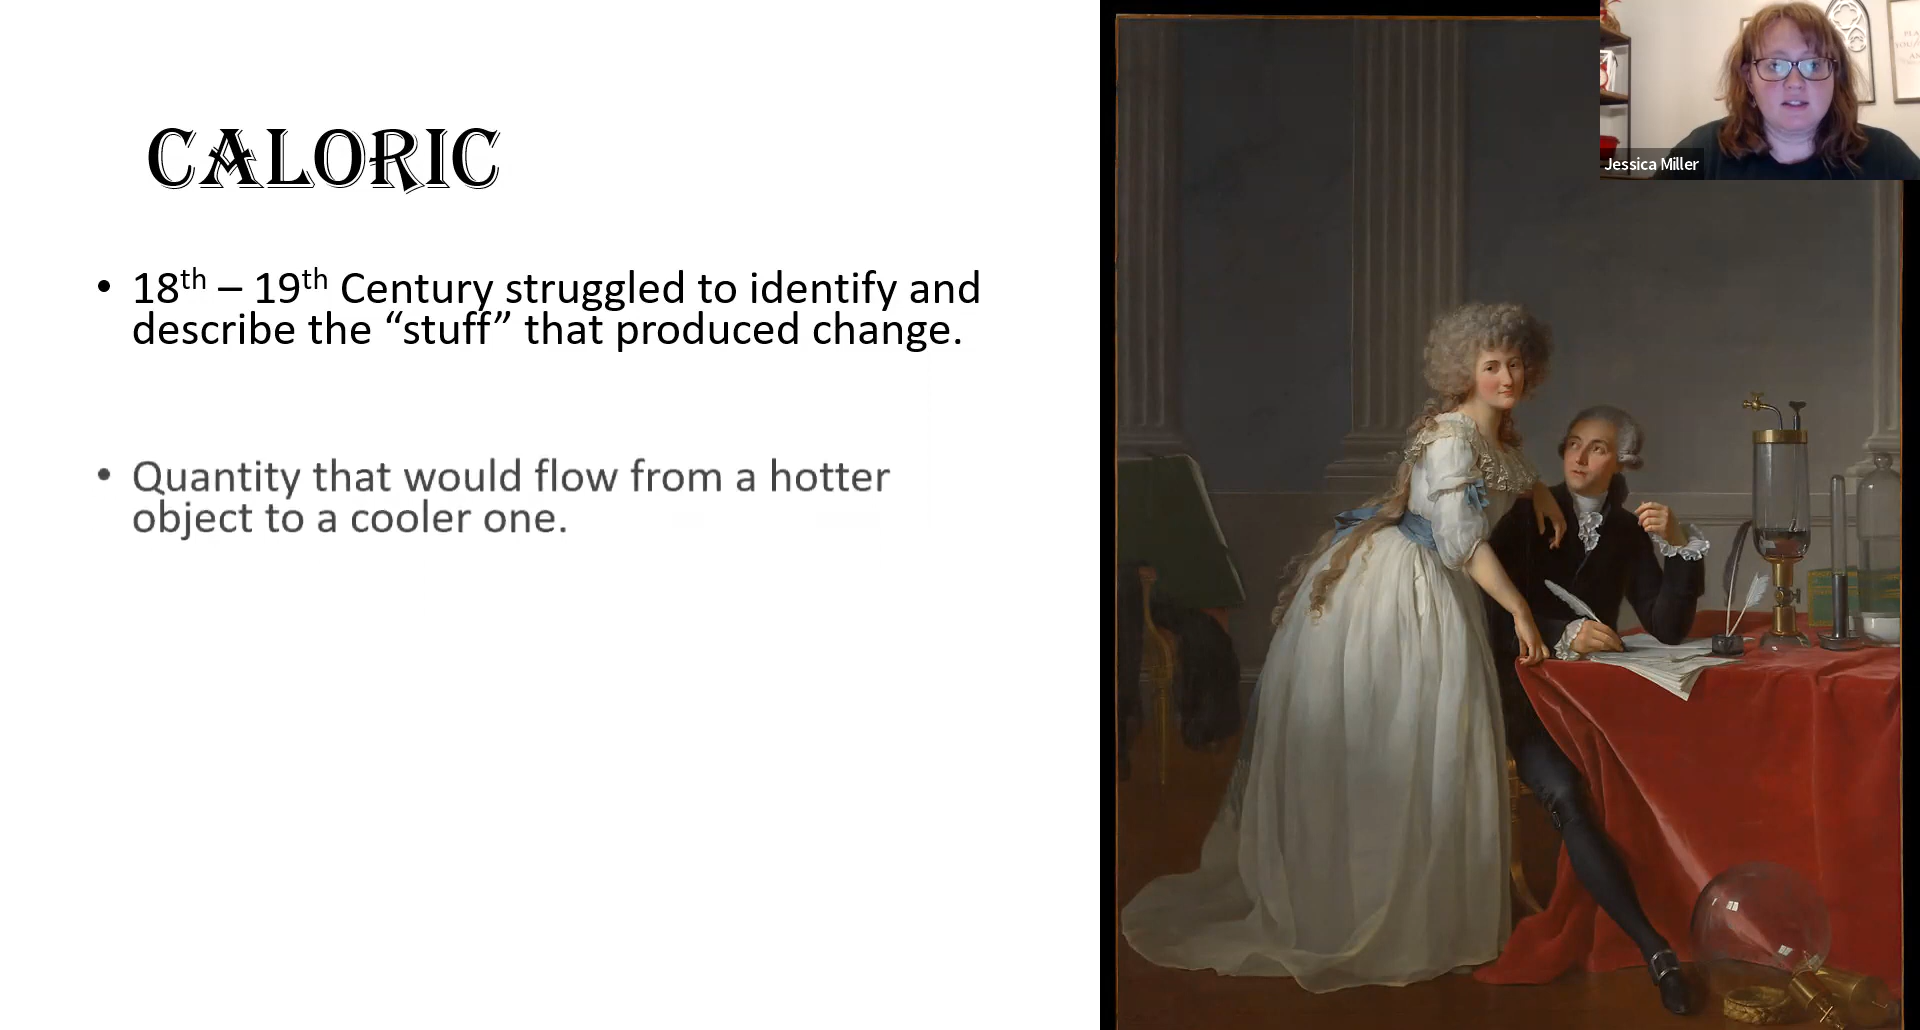 CALORIC
• 18th – 19th Century struggled to identify and
describe the “stuff” that produced change.
• Quantity that would flow from a hotter
object to a cooler one.
Jessica Miller